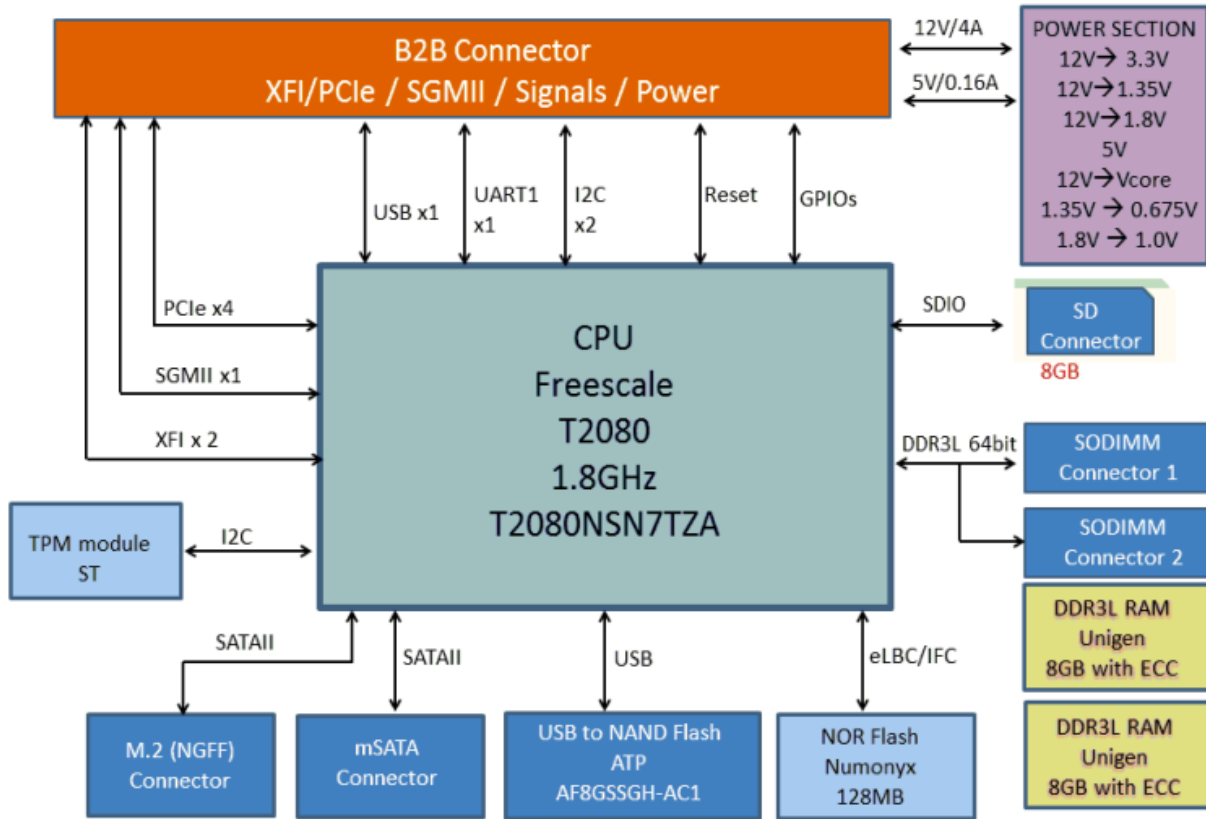 B2B Connector
XFI/PCIe / SGMII / Signals / Power
12V/4A
5V/0.16A
POWER SECTION
12V→ 3.3V
12V→1.35V
12V→1.8V
5V
12V→Vcore
1.35V → 0.675V
1.8V → 1.0V
USB x1
UART1
x1
I2C
x2
Reset
GPIOs
PCIe x4
SGMII x1
XFI x 2
CPU
Freescale
T2080
1.8GHz
T2080NSN7TZA
SDIO
SD
Connector
8GB
DDR3L 64bit
SODIMM
Connector 1
SODIMM
Connector 2
TPM module
ST
I2C
DDR3L RAM
Unigen
8GB with ECC
DDR3L RAM
Unigen
8GB with ECC
SATAII
SATAII
USB
eLBC/IFC
M.2 (NGFF)
Connector
mSATA
Connector
USB to NAND Flash
ATP
AF8GSSGH-AC1
NOR Flash
Numonyx
128MB